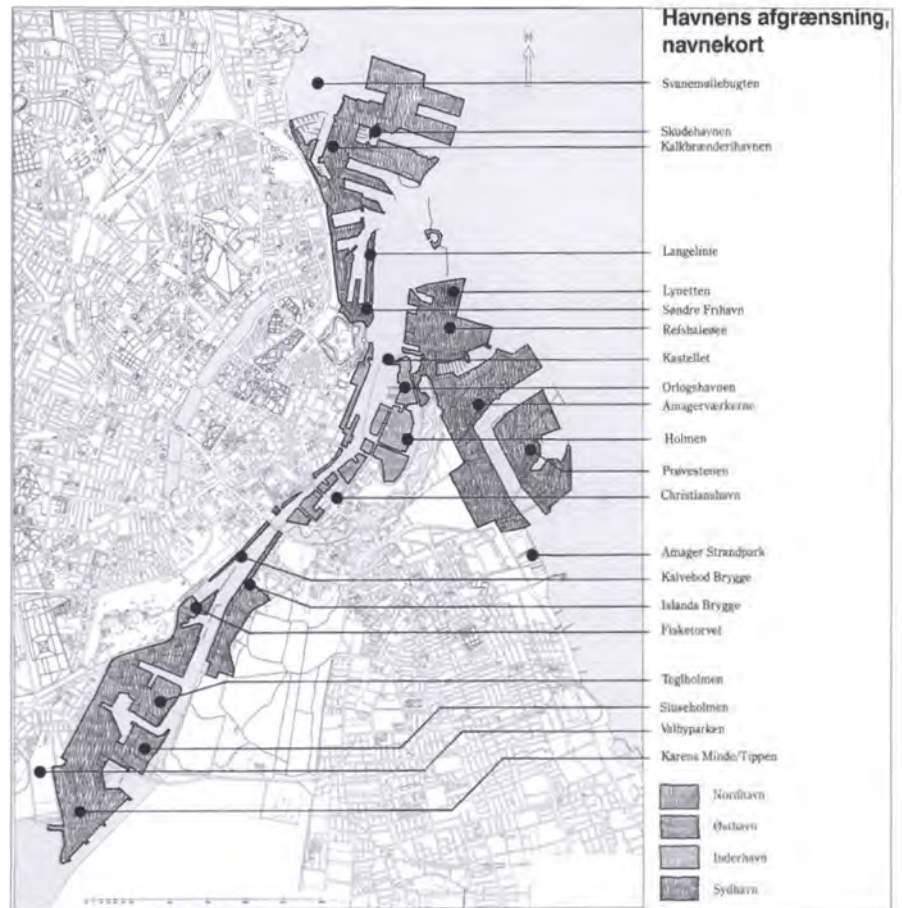 Havnens afgrænsning,
navnekort
N
Svanemøllebugten
Skudehavnen
Kalkbrænderihavnen
Langelinie
Lynetten
Søndre Frihavn
Refshaleøen
Kastellet
Orlogshavnen
Amagerværkerne
Holmen
Prøvestenen
Christianshavn
Amager Strandpark
Kalvebod Brygge
Islands Brygge
Fisketorvet
Teglholmen
Sluseholmen
Valbyparken
Karens Minde/Tippen
Nordhavn
Østhavn
Inderhavn
Sydhavn